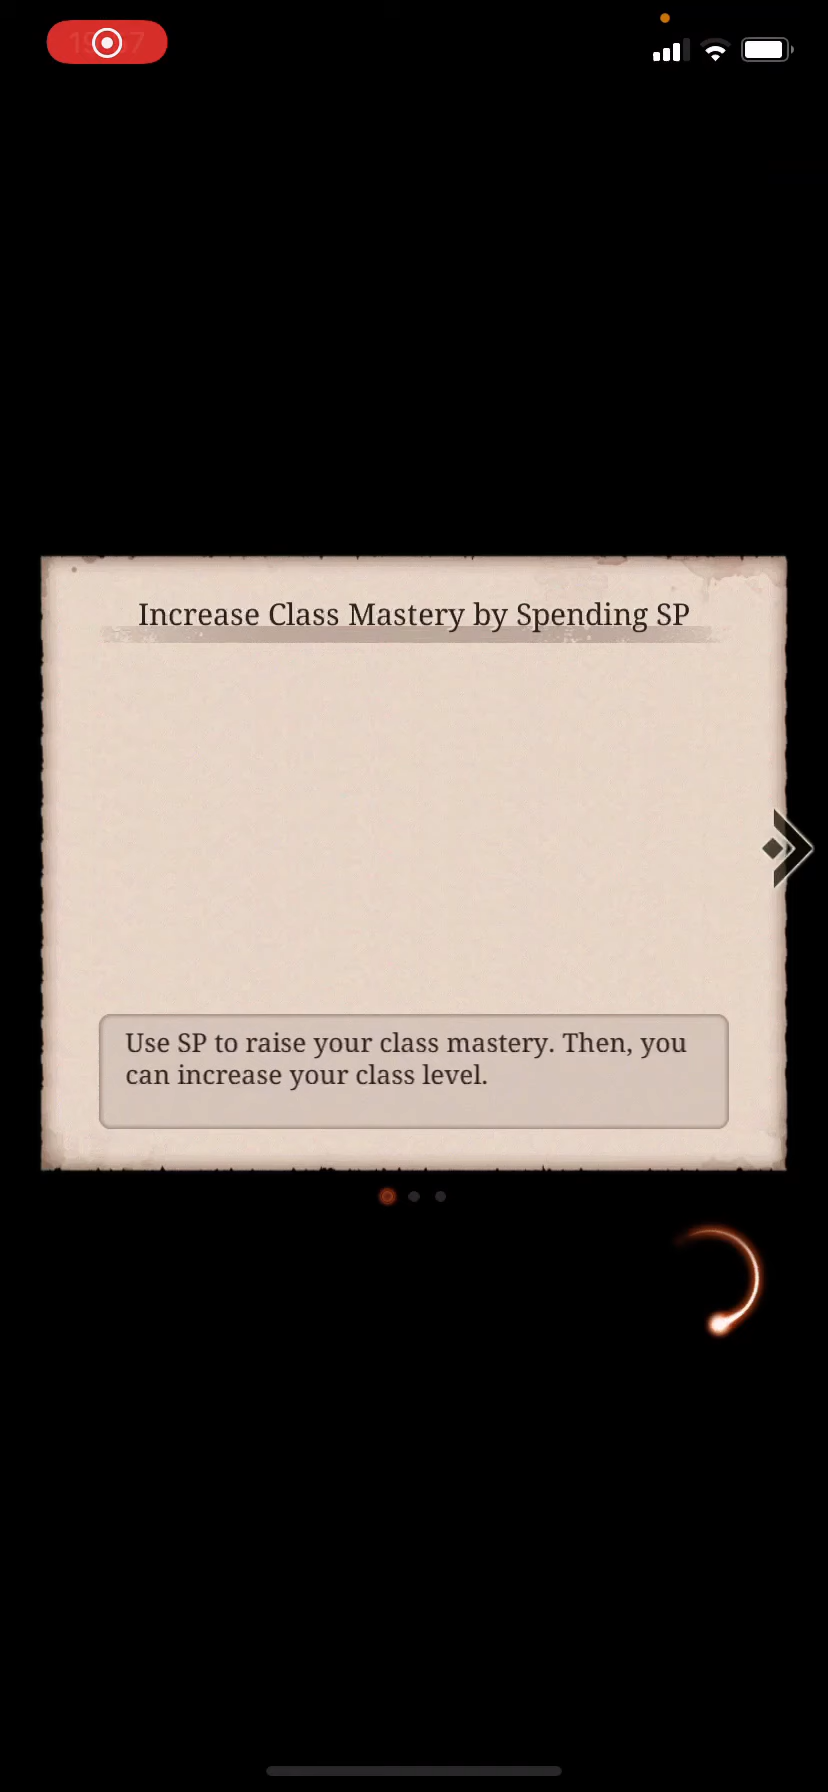 Increase Class Mastery by Spending SP
Use SP to raise your class mastery. Then, you
can increase your class level.